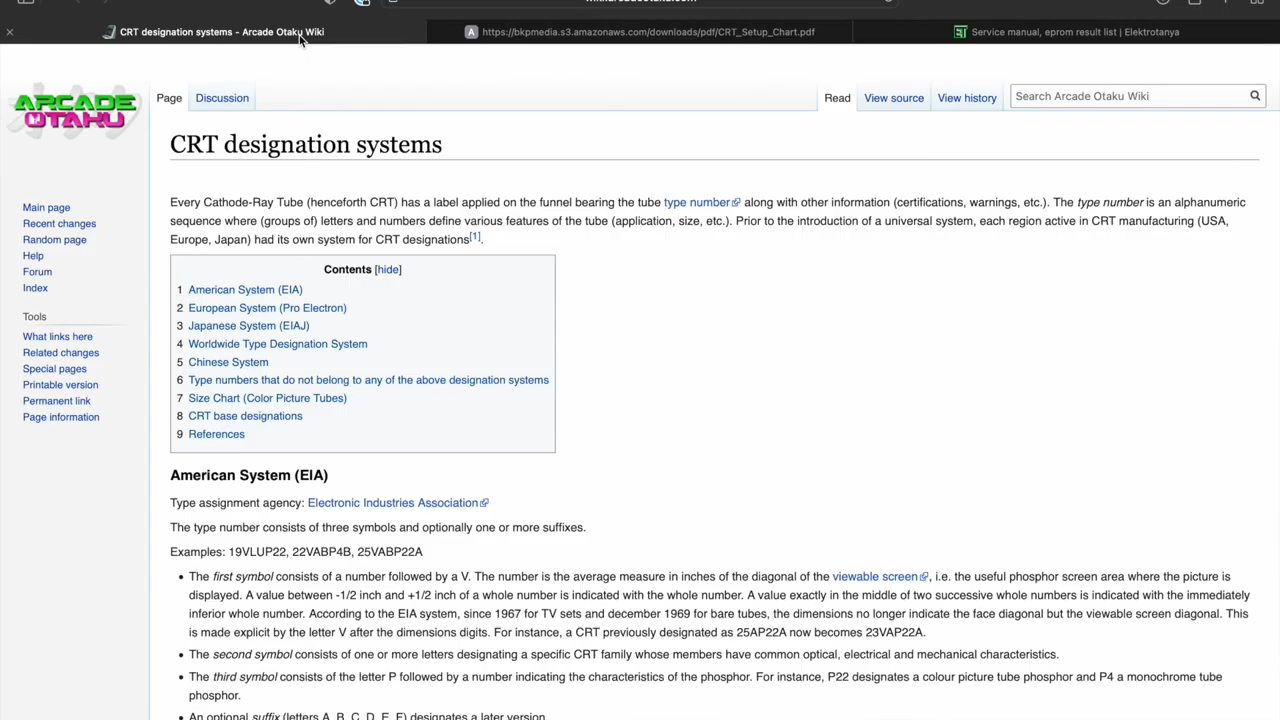 CRT designation systems - Arcade Otaku Wiki
https://bkpmedia.s3.amazonaws.com/downloads/pdf/CRT_Setup_Chart.pdf
Service manual, eprom result list | Elektrotanya
ARCADE
OTAKU
Page
Discussion
Read
View source
View history
Search Arcade Otaku Wiki
CRT designation systems
Main page
Recent changes
Random page
Help
Forum
Index
Tools
What links here
Related changes
Special pages
Printable version
Permanent link
Page information
Every Cathode-Ray Tube (henceforth CRT) has a label applied on the funnel bearing the tube type number along with other information (certifications, warnings, etc.). The type number is an alphanumeric
sequence where (groups of) letters and numbers define various features of the tube (application, size, etc.). Prior to the introduction of a universal system, each region active in CRT manufacturing (USA,
Europe, Japan) had its own system for CRT designations[1].
Contents [hide]
1 American System (EIA)
2 European System (Pro Electron)
3 Japanese System (EIAJ)
4 Worldwide Type Designation System
5 Chinese System
6 Type numbers that do not belong to any of the above designation systems
7 Size Chart (Color Picture Tubes)
8 CRT base designations
9 References
American System (EIA)
Type assignment agency: Electronic Industries Association
The type number consists of three symbols and optionally one or more suffixes.
Examples: 19VLUP22, 22VABP4B, 25VABP22A
• The first symbol consists of a number followed by a V. The number is the average measure in inches of the diagonal of the viewable screen, i.e. the useful phosphor screen area where the picture is
displayed. A value between -1/2 inch and +1/2 inch of a whole number is indicated with the whole number. A value exactly in the middle of two successive whole numbers is indicated with the immediately
inferior whole number. According to the EIA system, since 1967 for TV sets and december 1969 for bare tubes, the dimensions no longer indicate the face diagonal but the viewable screen diagonal. This
is made explicit by the letter V after the dimensions digits. For instance, a CRT previously designated as 25AP22A now becomes 23VAP22A.
• The second symbol consists of one or more letters designating a specific CRT family whose members have common optical, electrical and mechanical characteristics.
• The third symbol consists of the letter P followed by a number indicating the characteristics of the phosphor. For instance, P22 designates a colour picture tube phosphor and P4 a monochrome tube
phosphor.
• An optional suffix (letters A, B, C, D, E, F) designates a later version.